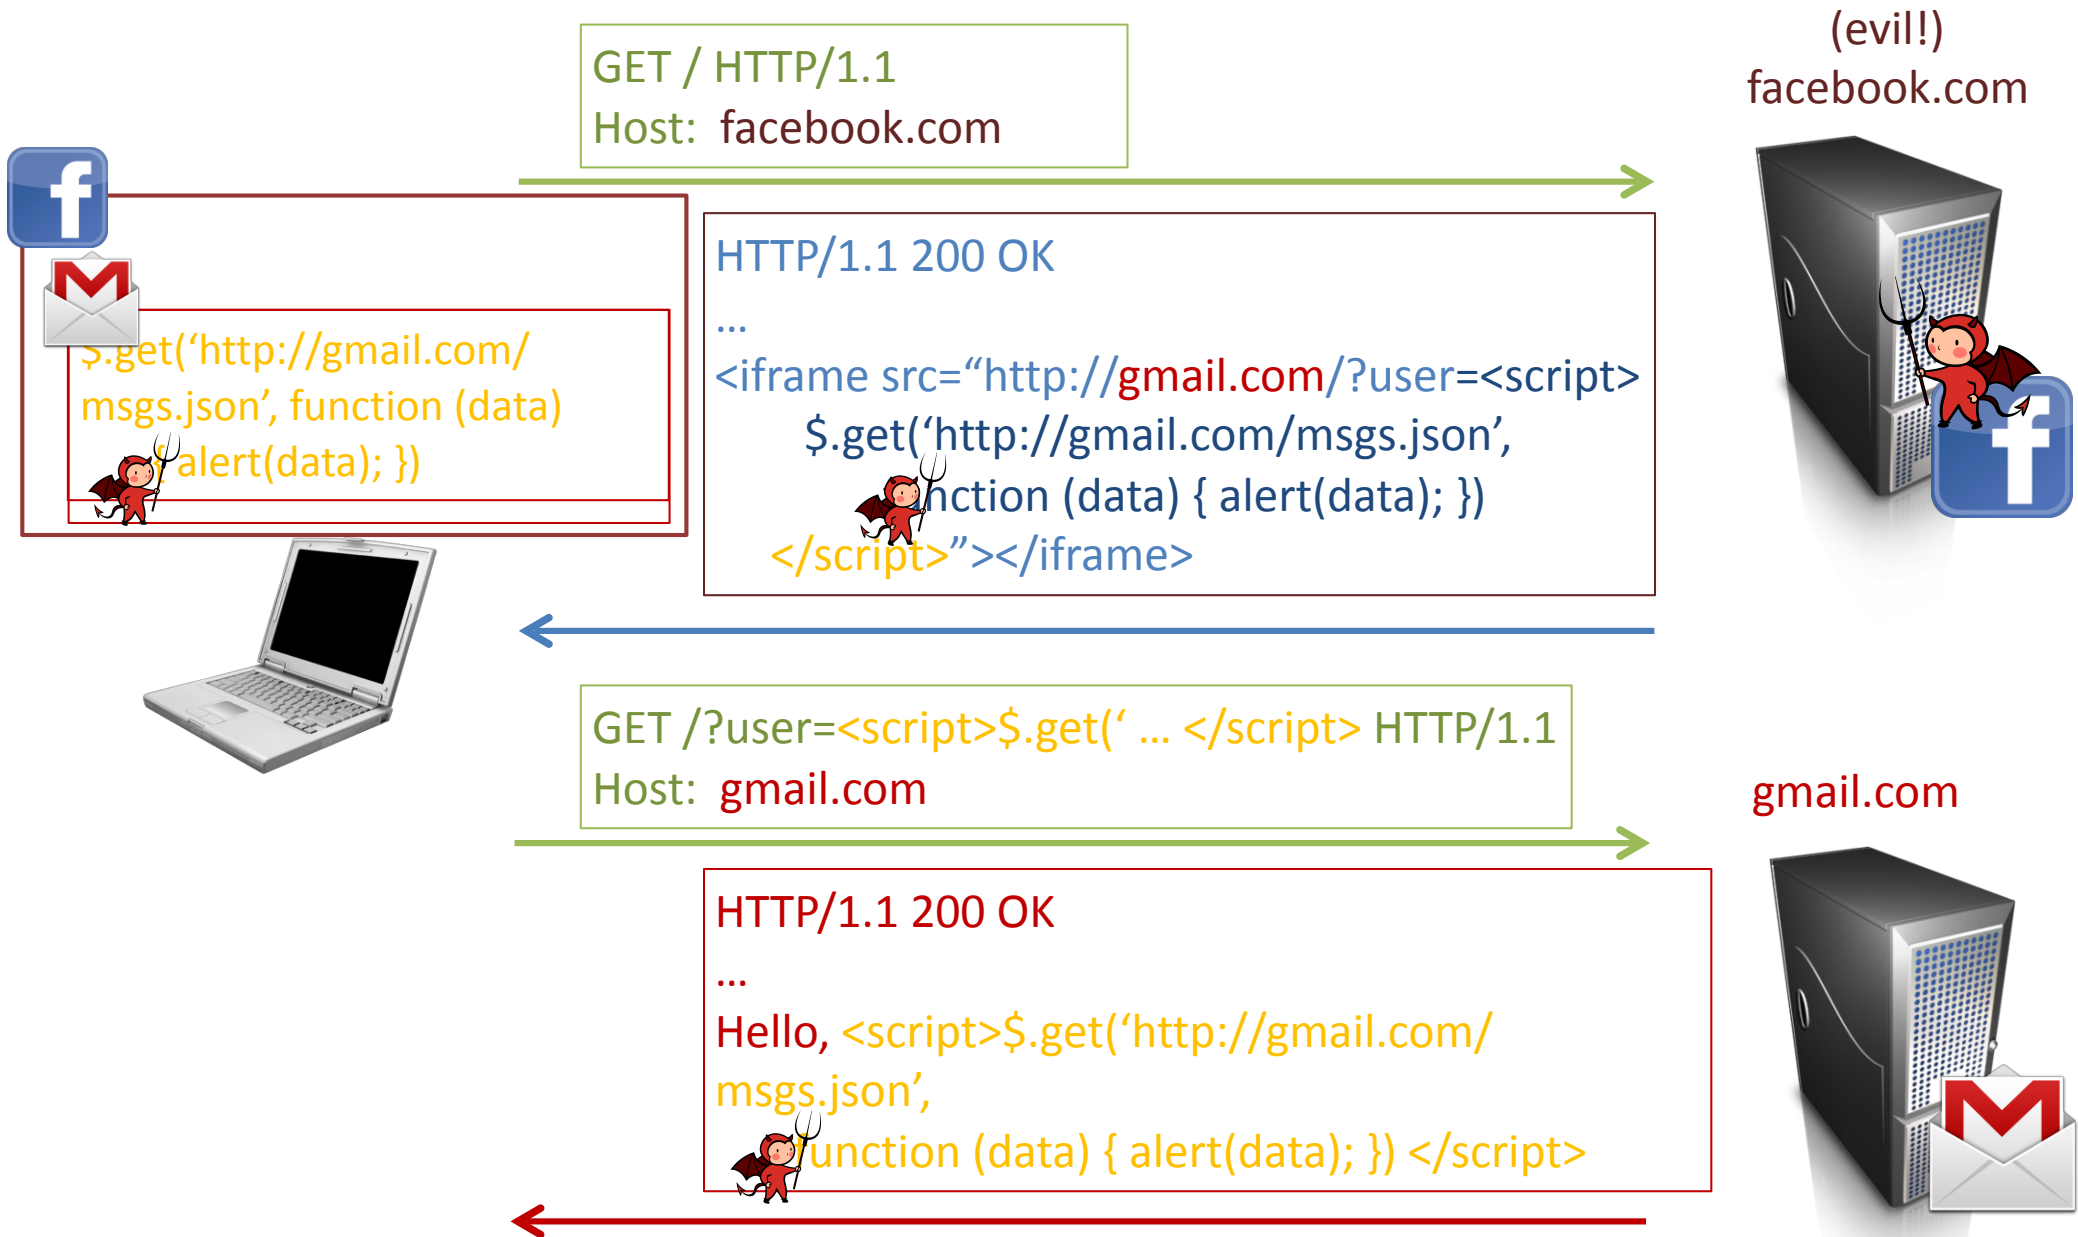 (evil!)
facebook.com
GET / HTTP/1.1
Host: facebook.com
HTTP/1.1 200 OK
...
<iframe src=“http://gmail.com/?user=<script>
$.get(‘http://gmail.com/msgs.json’,
nction (data) { alert(data); })
</script>”></iframe>
$.get(‘http://gmail.com/
msgs.json’, function (data)
{ alert(data); })
GET /?user=<script>$.get(‘ ... </script> HTTP/1.1
Host: gmail.com
gmail.com
HTTP/1.1 200 OK
...
Hello, <script>$.get(‘http://gmail.com/
msgs.json’,
function (data) { alert(data); }) </script>